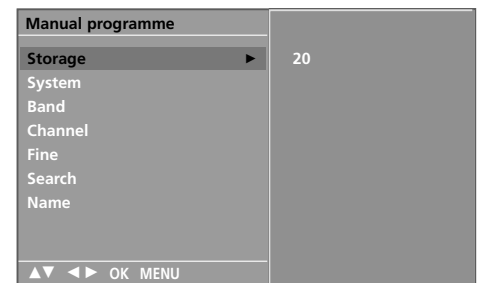 Manual programme
Storage ► 20
System
Band
Channel
Fine
Search
Name
▲▼ ◄► OK MENU